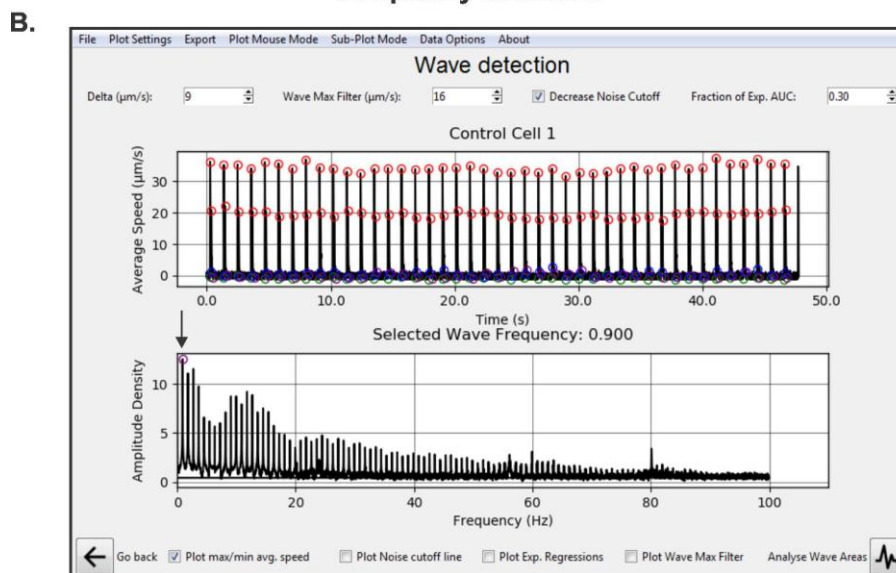 B.
File Plot Settings Export Plot Mouse Mode Sub-Plot Mode Data Options About
Wave detection
Delta (µm/s): 9 Wave Max Filter (µm/s): 16 Decrease Noise Cutoff Fraction of Exp. AUC: 0.30
Control Cell 1
Average Speed (µm/s)
30
20
10
0
0.0 10.0 20.0 30.0 40.0 50.0
Time (s)
Selected Wave Frequency: 0.900
Amplitude Density
10
5
0
0 20 40 60 80 100
Frequency (Hz)
Go back Plot max/min avg. speed Plot Noise cutoff line Plot Exp. Regressions Plot Wave Max Filter Analyse Wave Areas